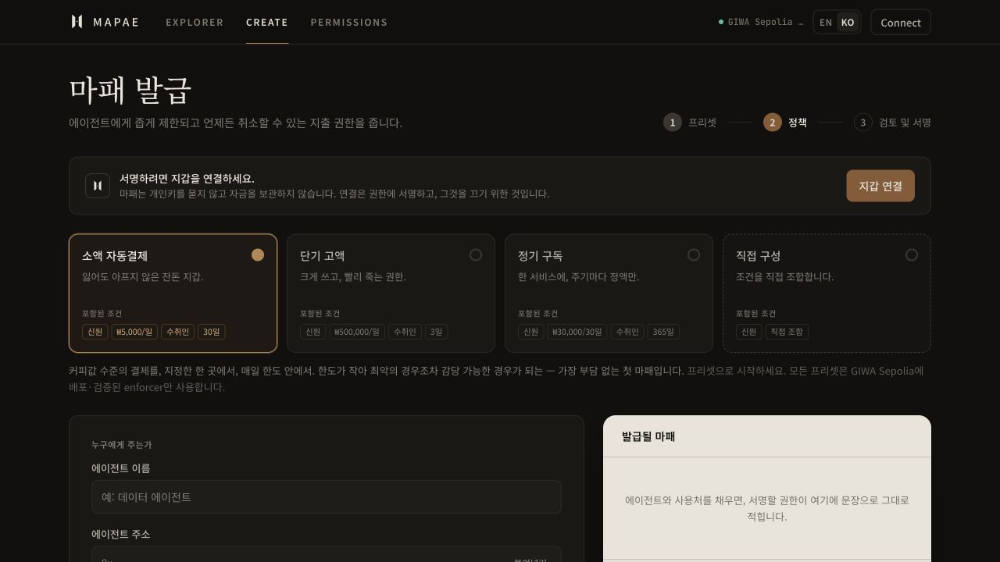 MAPAE
EXPLORER
CREATE
PERMISSIONS
GIWA Sepolia …
EN
KO
Connect
마패 발급
에이전트에게 좁게 제한되고 언제든 취소할 수 있는 지출 권한을 줍니다.
1 프리셋
2 정책
3 검토 및 서명
서명하려면 지갑을 연결하세요.
마패는 개인키를 묻지 않고 자금을 보관하지 않습니다. 연결은 권한에 서명하고, 그것을 끄기 위한 것입니다.
지갑 연결
소액 자동결제
잃어도 아프지 않은 잔돈 지갑.
포함된 조건
신원 ₩5,000/일 수취인 30일
단기 고액
크게 쓰고, 빨리 죽는 권한.
포함된 조건
신원 ₩500,000/일 수취인 3일
정기 구독
한 서비스에, 주기마다 정액만.
포함된 조건
신원 ₩30,000/30일 수취인 365일
직접 구성
조건을 직접 조합합니다.
포함된 조건
신원 직접 조합
커피값 수준의 결제를, 지정한 한 곳에서, 매일 한도 안에서. 한도가 작아 최악의 경우조차 감당 가능한 경우가 되는 — 가장 부담 없는 첫 마패입니다. 프리셋으로 시작하세요. 모든 프리셋은 GIWA Sepolia에
배포·검증된 enforcer만 사용합니다.
누구에게 주는가
에이전트 이름
예: 데이터 에이전트
에이전트 주소
발급될 마패
에이전트와 사용처를 채우면, 서명할 권한이 여기에 문장으로 그대로
적힙니다.